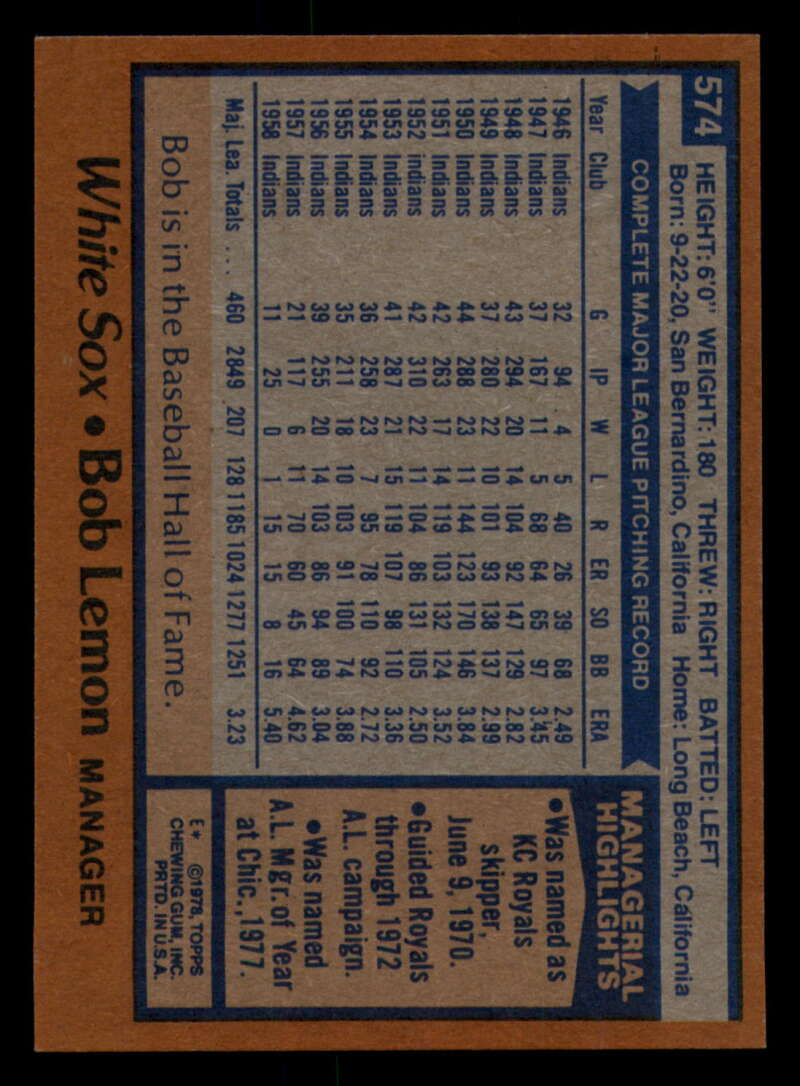 574
HEIGHT: 6'0" WEIGHT: 180 THREW: RIGHT BATTED: LEFT
Born: 9-22-20, San Bernardino, California Home: Long Beach, California
COMPLETE MAJOR LEAGUE PITCHING RECORD
Year Club G IP W L R ER SO BB ERA
1946 Indians 32 94 4 5 40 26 39 68 2.49
1947 Indians 37 167 11 5 68 64 65 97 3.45
1948 Indians 43 294 20 14 104 92 147 129 2.82
1949 Indians 37 280 22 10 101 93 138 137 2.99
1950 Indians 44 288 23 11 144 123 170 146 3.84
1951 Indians 42 263 17 14 119 103 132 124 3.52
1952 Indians 42 310 22 11 104 86 131 105 2.50
1953 Indians 41 287 21 15 119 107 98 110 3.36
1954 Indians 36 258 23 7 95 78 110 92 2.72
1955 Indians 35 211 18 10 103 91 100 74 3.88
1956 Indians 39 255 20 14 103 86 94 89 3.04
1957 Indians 21 117 6 11 70 60 45 64 4.62
1958 Indians 11 25 0 1 15 15 8 16 5.40
Maj. Lea. Totals ... 460 2849 207 128 1185 1024 1277 1251 3.23
Bob is in the Baseball Hall of Fame.
MANAGERIAL
HIGHLIGHTS
●Was named as
KC Royals
skipper,
June 9, 1970.
●Guided Royals
through 1972
A.L. campaign.
●Was named
A.L. Mgr. of Year
at Chic., 1977.
E* ©1978, TOPPS
CHEWING GUM, INC.
PRTD. IN U.S.A.
White Sox • Bob Lemon MANAGER